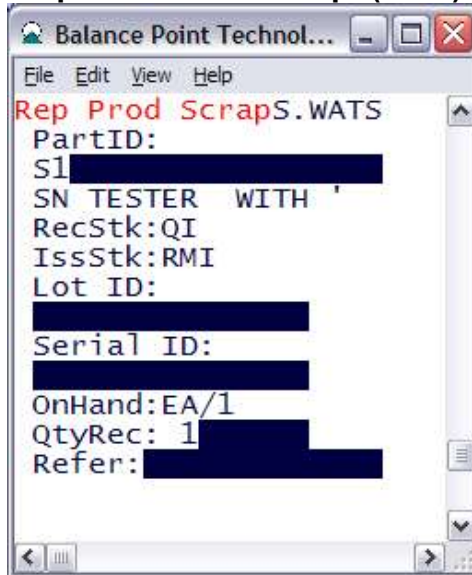 Balance Point Technol...
File Edit View Help
Rep Prod ScrapS.WATS
PartID:
S1
SN TESTER WITH '
RecStk:QI
IssStk:RMI
Lot ID:
Serial ID:
OnHand:EA/1
QtyRec: 1
Refer: